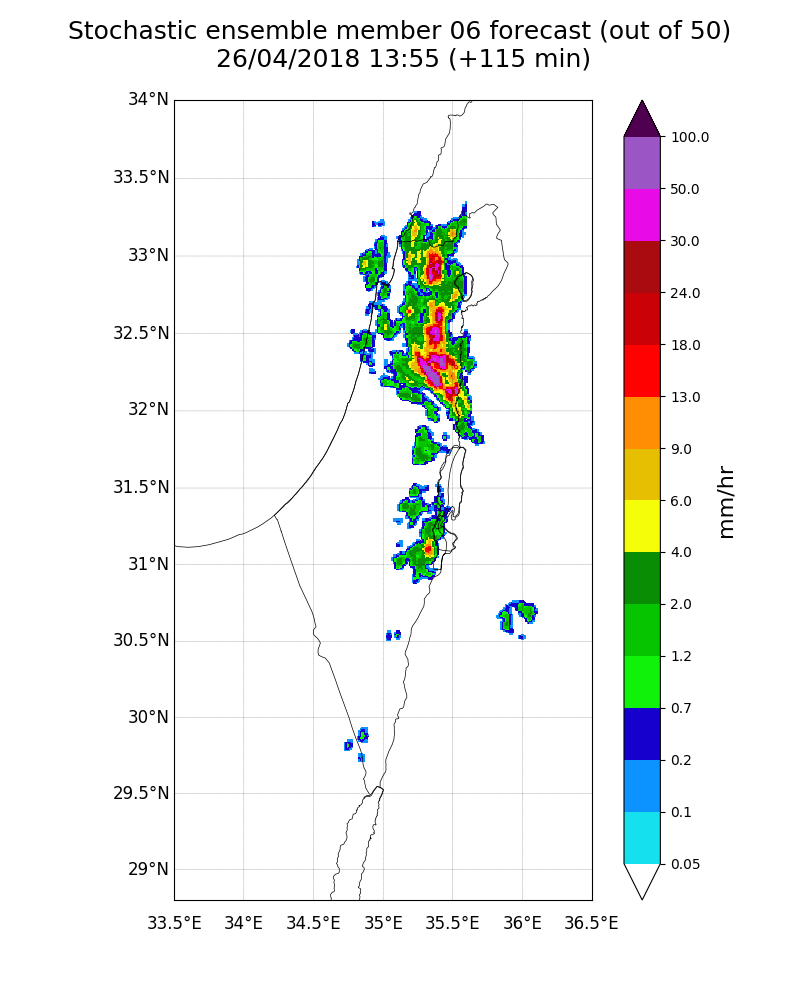 Stochastic ensemble member 06 forecast (out of 50)
26/04/2018 13:55 (+115 min)
34°N
33.5°N
33°N
32.5°N
32°N
31.5°N
31°N
30.5°N
30°N
29.5°N
29°N
33.5°E
34°E
34.5°E
35°E
35.5°E
36°E
36.5°E
100.0
50.0
30.0
24.0
18.0
13.0
9.0
6.0
4.0
2.0
1.2
0.7
0.2
0.1
0.05
mm/hr